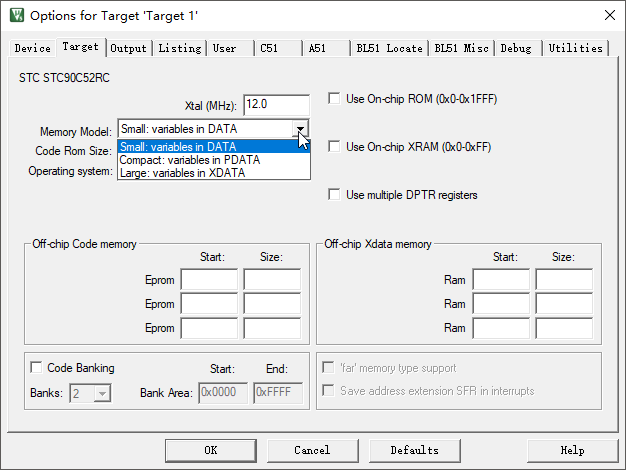 Options for Target 'Target 1'
Device Target Output Listing User C51 A51 BL51 Locate BL51 Misc Debug Utilities
STC STC90C52RC
Xtal (MHz): 12.0
Use On-chip ROM (0x0-0x1FFF)
Memory Model: Small: variables in DATA
Small: variables in DATA
Code Rom Size:
Use On-chip XRAM (0x0-0xFF)
Compact: variables in PDATA
Operating system:
Large: variables in XDATA
Use multiple DPTR registers
Off-chip Code memory
Start: Size:
Eprom
Eprom
Eprom
Off-chip Xdata memory
Start: Size:
Ram
Ram
Ram
Code Banking Start: End:
Banks: 2 Bank Area: 0x0000 0xFFFF
'far' memory type support
Save address extension SFR in interrupts
OK Cancel Defaults Help